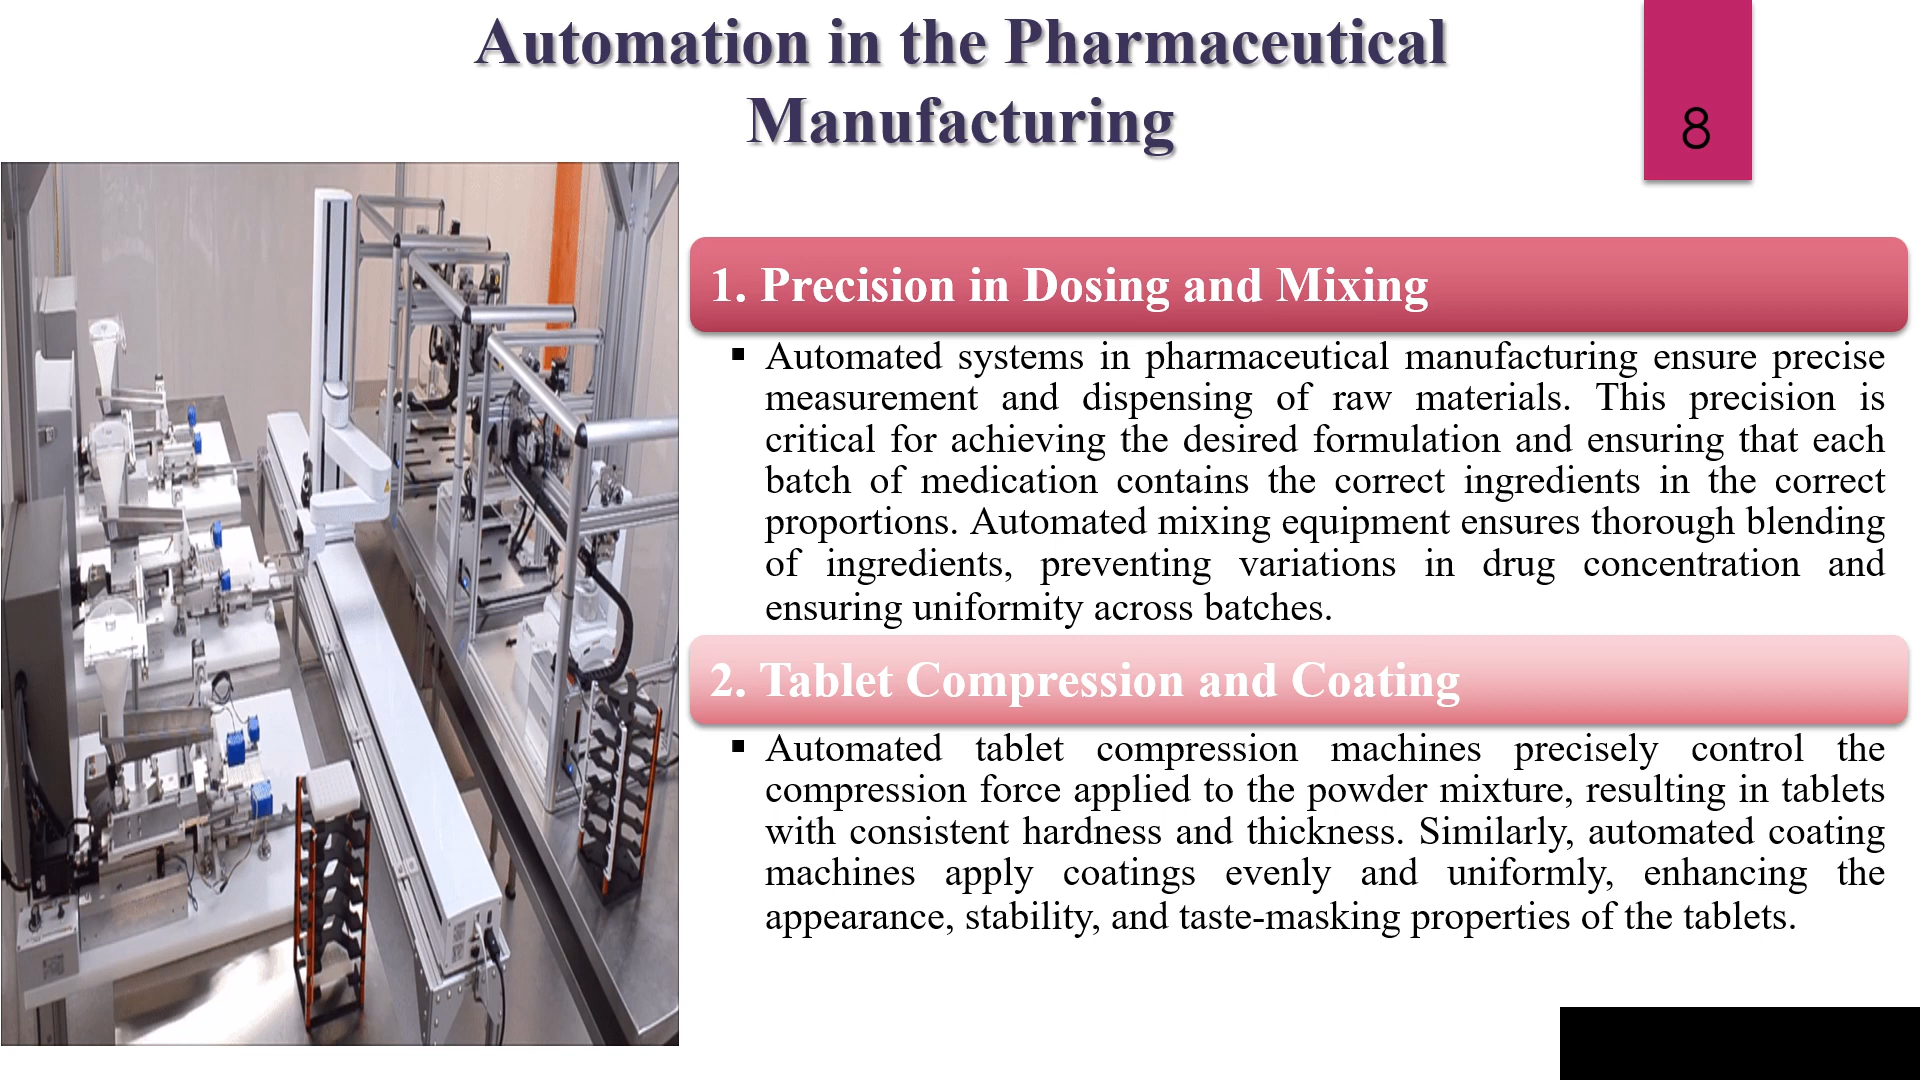 Automation in the Pharmaceutical
Manufacturing
8
1. Precision in Dosing and Mixing
▪ Automated systems in pharmaceutical manufacturing ensure precise
measurement and dispensing of raw materials. This precision is
critical for achieving the desired formulation and ensuring that each
batch of medication contains the correct ingredients in the correct
proportions. Automated mixing equipment ensures thorough blending
of ingredients, preventing variations in drug concentration and
ensuring uniformity across batches.
2. Tablet Compression and Coating
▪ Automated tablet compression machines precisely control the
compression force applied to the powder mixture, resulting in tablets
with consistent hardness and thickness. Similarly, automated coating
machines apply coatings evenly and uniformly, enhancing the
appearance, stability, and taste-masking properties of the tablets.